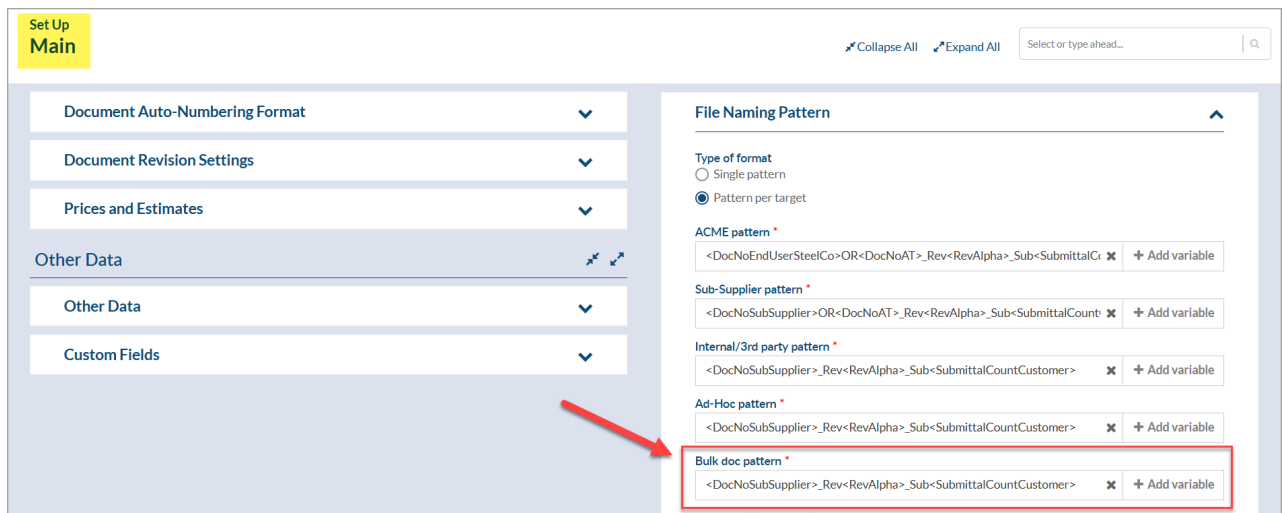 Set Up
Main
Collapse All
Expand All
Select or type ahead...
Document Auto-Numbering Format
Document Revision Settings
Prices and Estimates
Other Data
Other Data
Custom Fields
File Naming Pattern
Type of format
Single pattern
Pattern per target
ACME pattern *
<DocNoEndUserSteelCo>OR<DocNoAT>_Rev<RevAlpha>_Sub<SubmittalCo
+ Add variable
Sub-Supplier pattern *
<DocNoSubSupplier>OR<DocNoAT>_Rev<RevAlpha>_Sub<SubmittalCount
+ Add variable
Internal/3rd party pattern *
<DocNoSubSupplier>_Rev<RevAlpha>_Sub<SubmittalCountCustomer>
+ Add variable
Ad-Hoc pattern *
<DocNoSubSupplier>_Rev<RevAlpha>_Sub<SubmittalCountCustomer>
+ Add variable
Bulk doc pattern *
<DocNoSubSupplier>_Rev<RevAlpha>_Sub<SubmittalCountCustomer>
+ Add variable